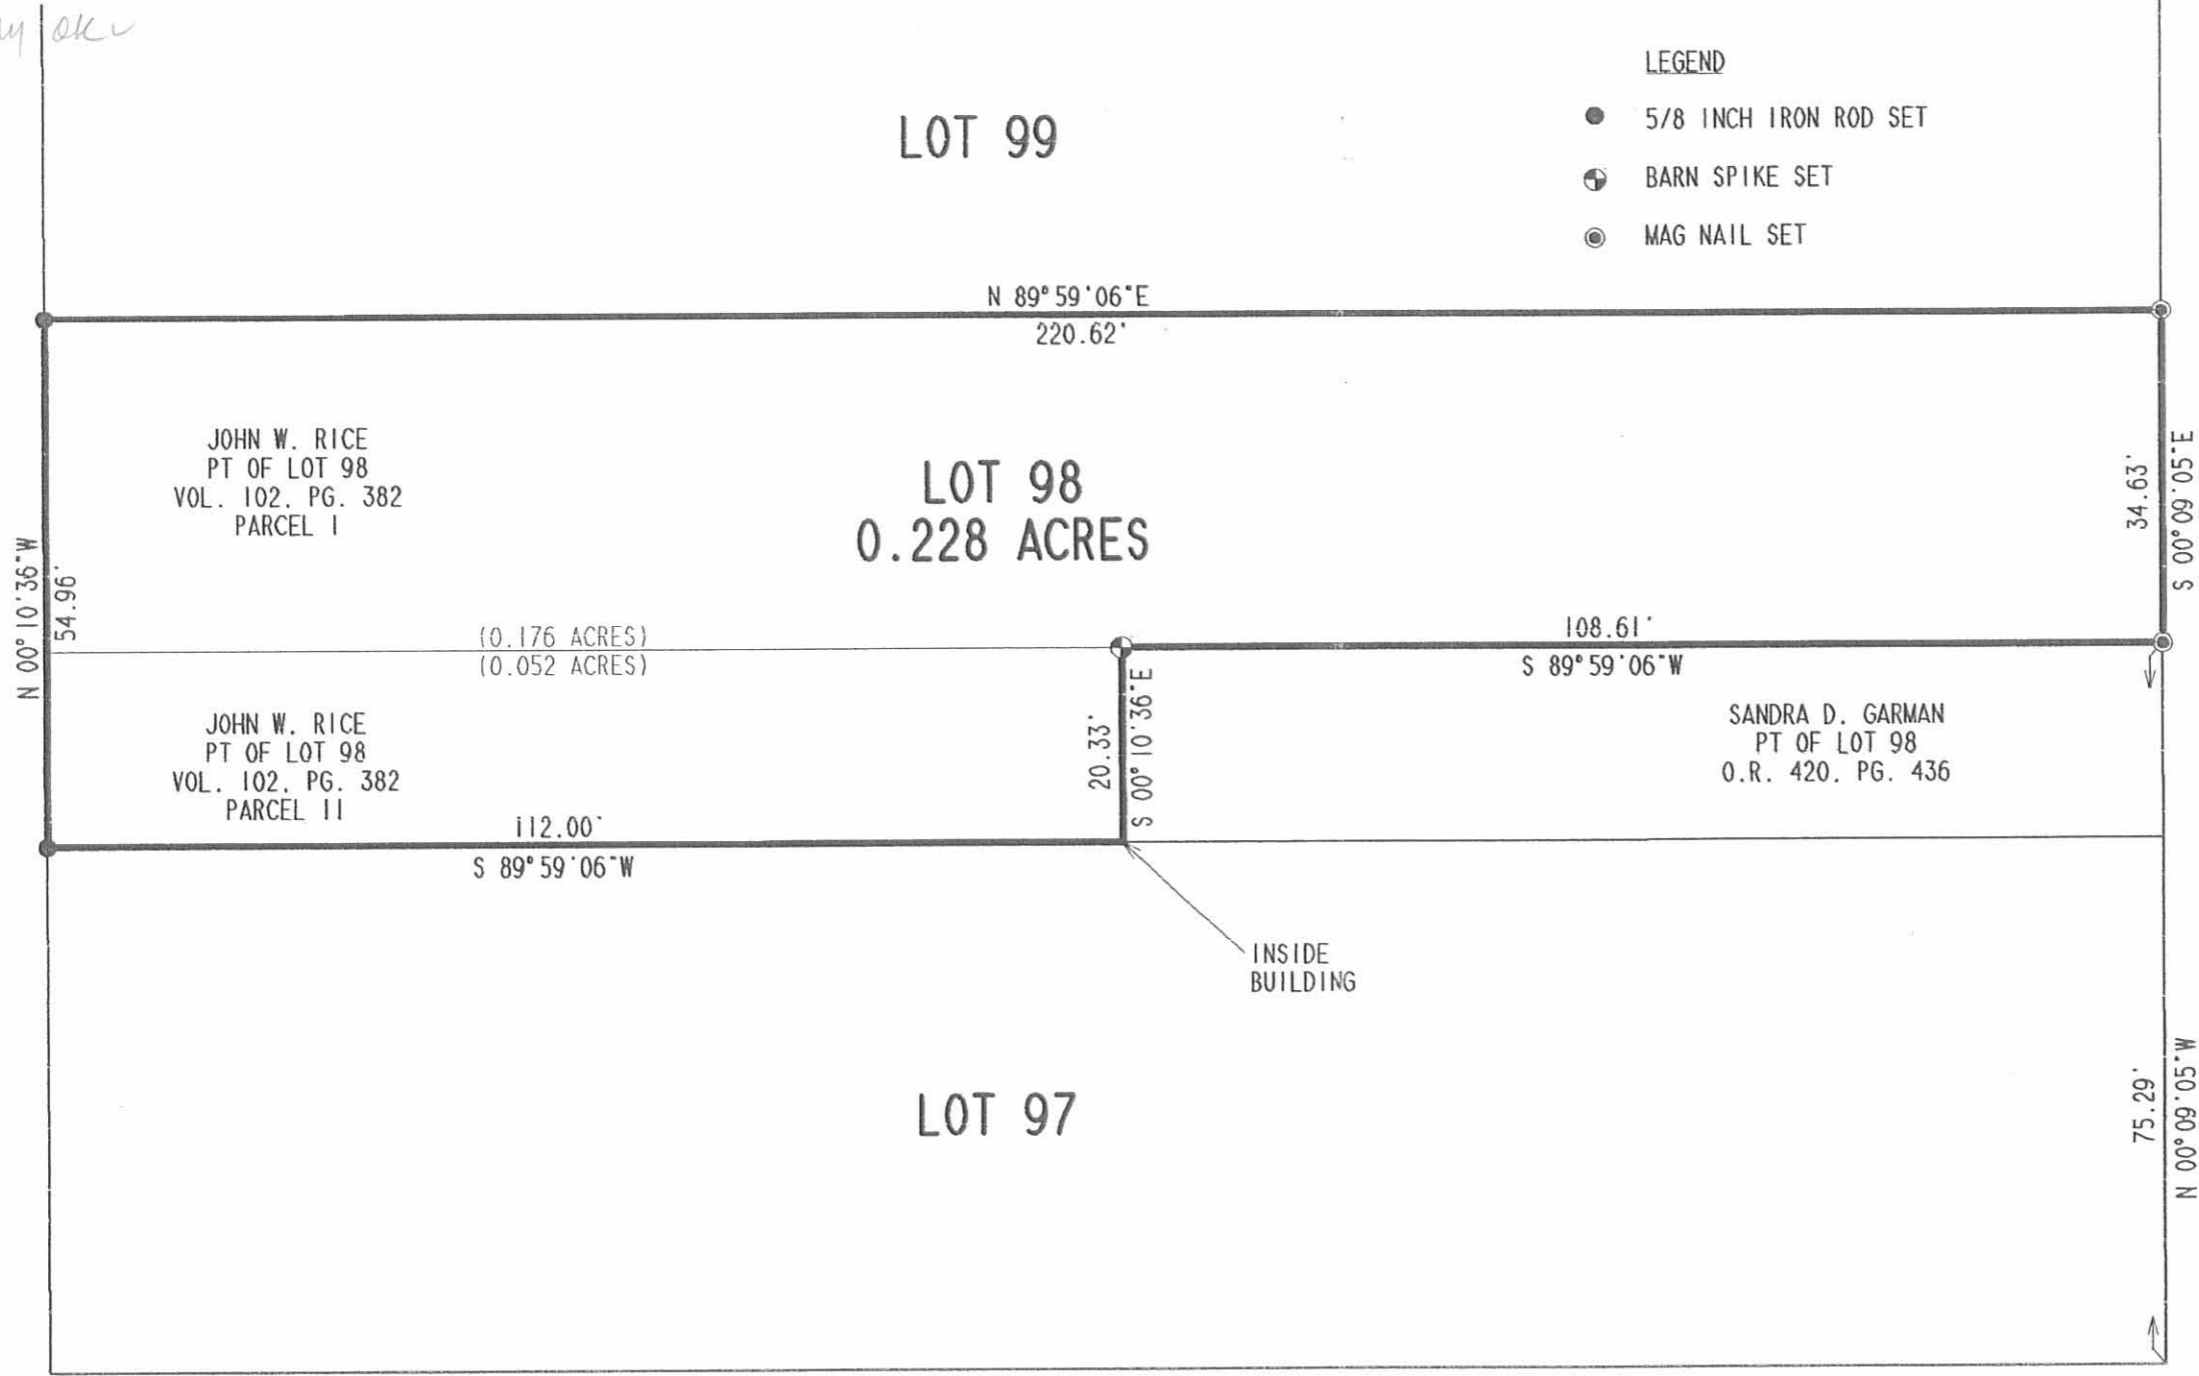 OK
LEGEND
5/8 INCH IRON ROD SET
BARN SPIKE SET
MAG NAIL SET
LOT 99
N 89°59'06"E
220.62'
JOHN W. RICE
PT OF LOT 98
VOL. 102, PG. 382
PARCEL I
LOT 98
0.228 ACRES
34.63'
S 00°09'50"E
N 00°10'36"W
54.96'
(0.176 ACRES)
(0.052 ACRES)
108.61'
S 89°59'06"W
JOHN W. RICE
PT OF LOT 98
VOL. 102, PG. 382
PARCEL II
20.33'
S 00°10'36"E
SANDRA D. GARMAN
PT OF LOT 98
O.R. 420, PG. 436
112.00'
S 89°59'06"W
INSIDE
BUILDING
LOT 97
75.29'
N 00°09'50"W